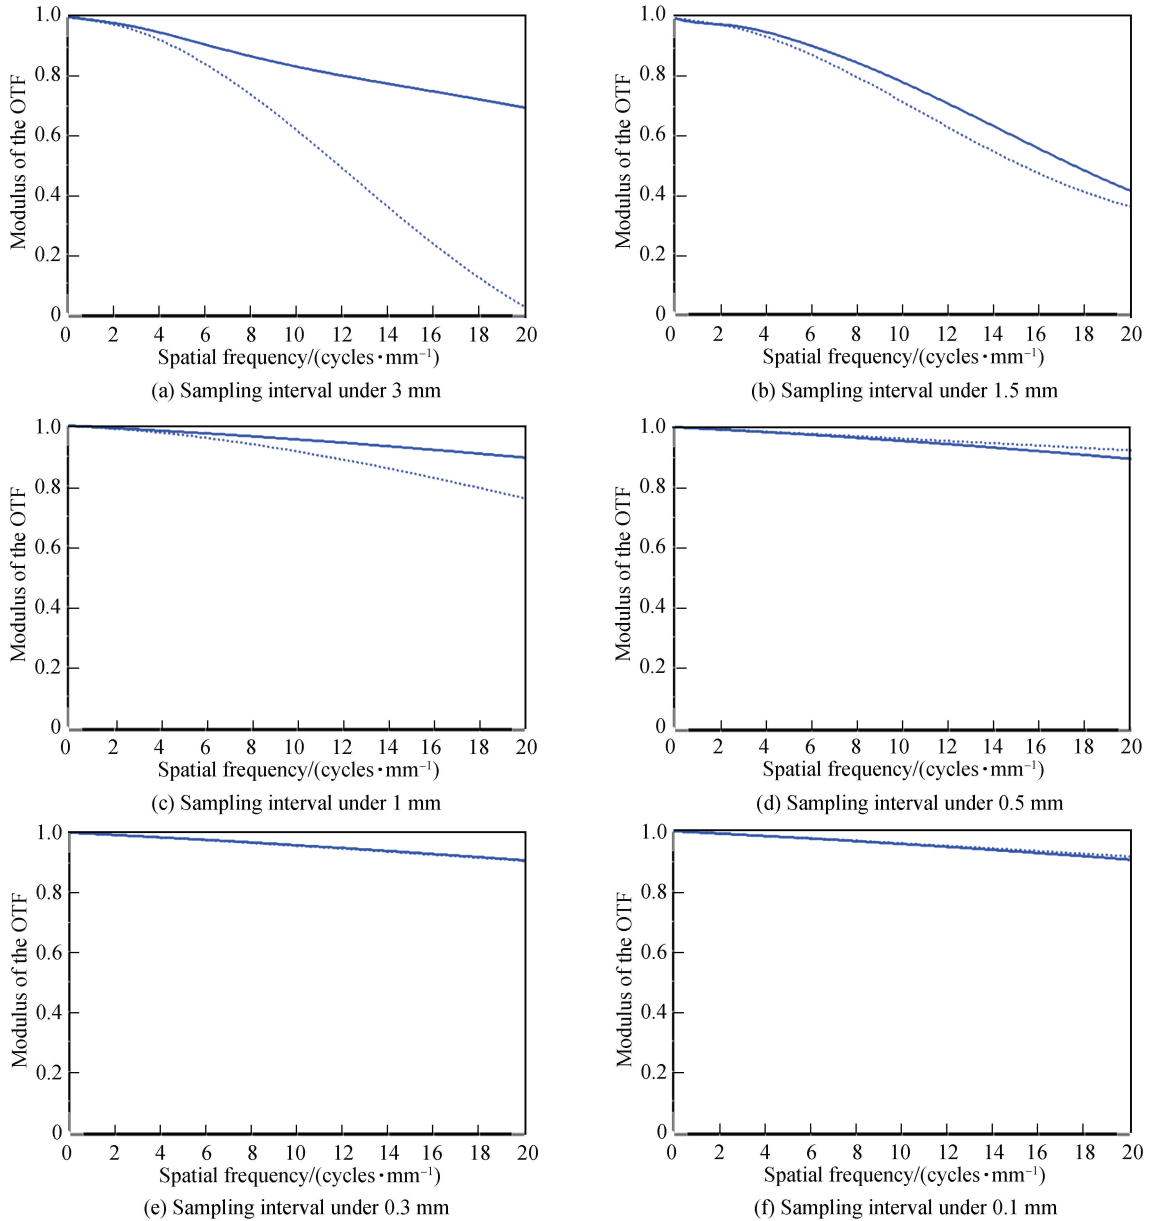 1.0
0.8
0.6
0.4
0.2
0
Modulus of the OTF
0 2 4 6 8 10 12 14 16 18 20
Spatial frequency/(cycles·mm⁻¹)
(a) Sampling interval under 3 mm
1.0
0.8
0.6
0.4
0.2
0
Modulus of the OTF
0 2 4 6 8 10 12 14 16 18 20
Spatial frequency/(cycles·mm⁻¹)
(b) Sampling interval under 1.5 mm
1.0
0.8
0.6
0.4
0.2
0
Modulus of the OTF
0 2 4 6 8 10 12 14 16 18 20
Spatial frequency/(cycles·mm⁻¹)
(c) Sampling interval under 1 mm
1.0
0.8
0.6
0.4
0.2
0
Modulus of the OTF
0 2 4 6 8 10 12 14 16 18 20
Spatial frequency/(cycles·mm⁻¹)
(d) Sampling interval under 0.5 mm
1.0
0.8
0.6
0.4
0.2
0
Modulus of the OTF
0 2 4 6 8 10 12 14 16 18 20
Spatial frequency/(cycles·mm⁻¹)
(e) Sampling interval under 0.3 mm
1.0
0.8
0.6
0.4
0.2
0
Modulus of the OTF
0 2 4 6 8 10 12 14 16 18 20
Spatial frequency/(cycles·mm⁻¹)
(f) Sampling interval under 0.1 mm